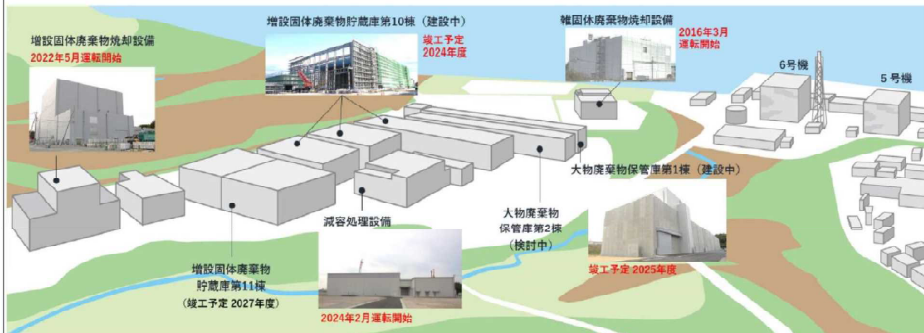 増設固体廃棄物焼却設備
2022年5月運転開始
増設固体廃棄物貯蔵庫第10棟（建設中）
竣工予定
2024年度
雑固体廃棄物焼却設備
2016年3月
運転開始
6号機
5号機
大物廃棄物保管庫第1棟（建設中）
竣工予定 2025年度
大物廃棄物
保管庫第2棟
（検討中）
減容処理設備
2024年2月運転開始
増設固体廃棄物
貯蔵庫第11棟
（竣工予定 2027年度）